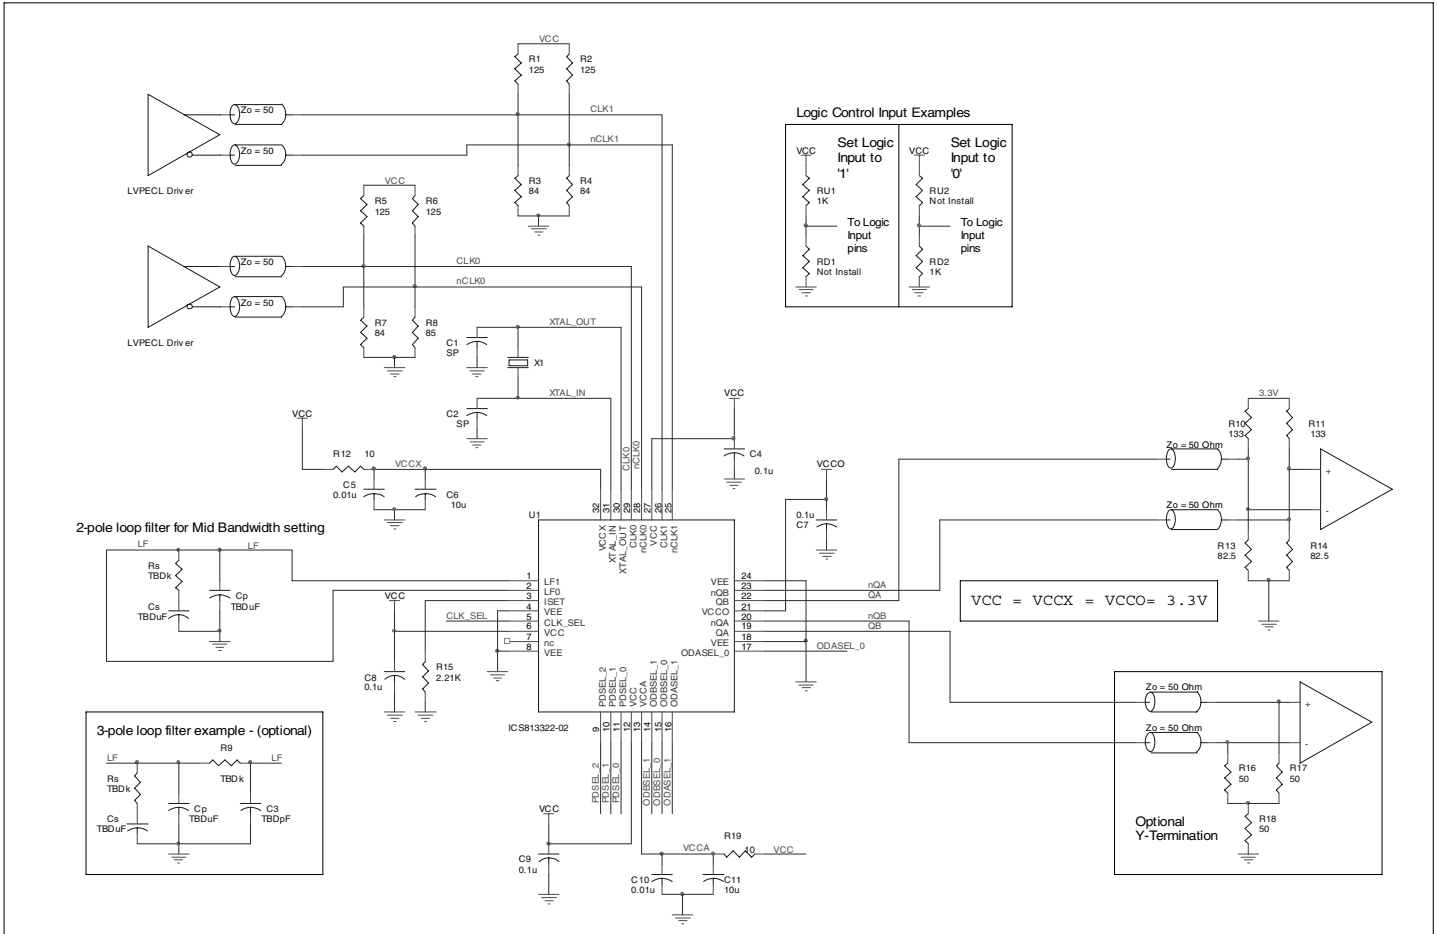 VCC
R1
125
R2
125
Zo = 50
CLK1
Zo = 50
nCLK1
LVPECL Driver
R3
84
R4
84
VCC
R5
125
R6
125
Zo = 50
CLK0
Zo = 50
nCLK0
LVPECL Driver
R7
84
R8
85
Logic Control Input Examples
VCC
Set Logic
Input to
'1'
RU1
1K
To Logic
Input
pins
RD1
Not Install
VCC
Set Logic
Input to
'0'
RU2
Not Install
To Logic
Input
pins
RD2
1K
XTAL_OUT
C1
SP
X1
XTAL_IN
C2
SP
VCC
R12 10
VCCX
C5
0.01u
C6
10u
CLK0
nCLK0
VCC
C4
0.1u
VCCO
0.1u
C7
3.3V
R10
133
R11
133
Zo = 50 Ohm
Zo = 50 Ohm
+
-
R13
82.5
R14
82.5
2-pole loop filter for Mid Bandwidth setting
LF
LF
Rs
TBDk
Cs
TBDuF
Cp
TBDuF
U1
32
31
30
29
28
27
26
25
VCCX
XTAL_IN
XTAL_OUT
CLK0
nCLK0
VCC
CLK1
nCLK1
1 LF1
2 LF0
3 ISET
4 VEE
5 CLK_SEL
6 VCC
7 nc
8 VEE
24 VEE
23 nQB
22 QB
21 VCCO
20 nQA
19 QA
18 VEE
17 ODASEL_0
PDSEL_2
PDSEL_1
PDSEL_0
VCC
VCCA
ODBSEL_1
ODBSEL_0
ODASEL_1
9
10
11
12
13
14
15
16
ICS813322-02
PDSEL_2
PDSEL_1
PDSEL_0
ODBSEL_1
ODBSEL_0
ODASEL_1
VCC
CLK_SEL
C8
0.1u
R15
2.21K
nQA
QA
nQB
QB
ODASEL_0
VCC = VCCX = VCCO= 3.3V
3-pole loop filter example - (optional)
LF
R9
TBDk
LF
Rs
TBDk
Cs
TBDuF
Cp
TBDuF
C3
TBDpF
VCC
C9
0.1u
VCCA
R19
10
VCC
C10
0.01u
C11
10u
Zo = 50 Ohm
Zo = 50 Ohm
+
-
R16
50
R17
50
R18
50
Optional
Y-Termination